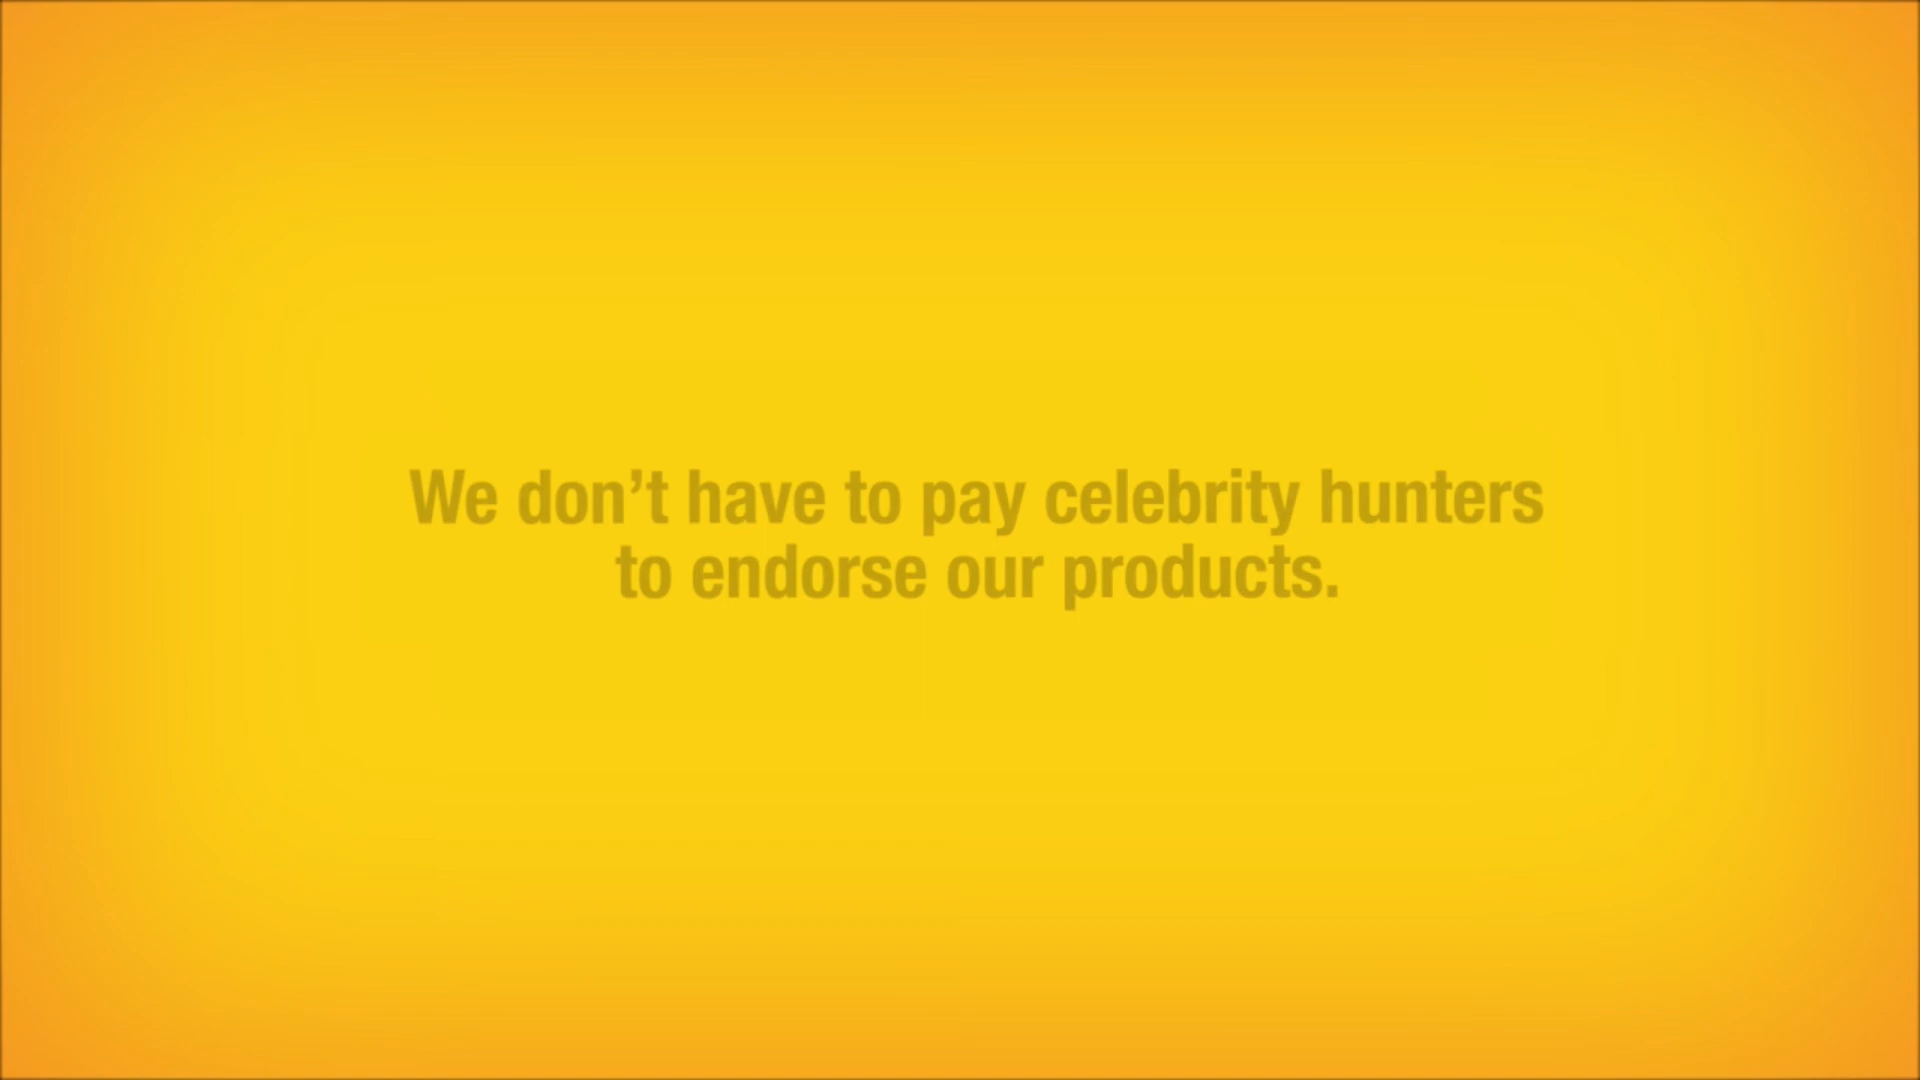 We don’t have to pay celebrity hunters
to endorse our products.